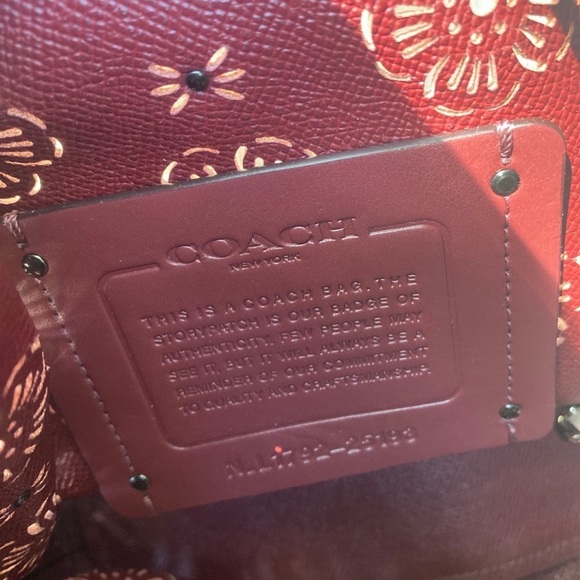 COACH
NEW YORK
THIS IS A COACH BAG. THE
STORYPATCH IS OUR BADGE OF
AUTHENTICITY. FEW PEOPLE MAY
SEE IT, BUT IT WILL ALWAYS BE A
REMINDER OF OUR COMMITMENT
TO QUALITY AND CRAFTSMANSHIP.